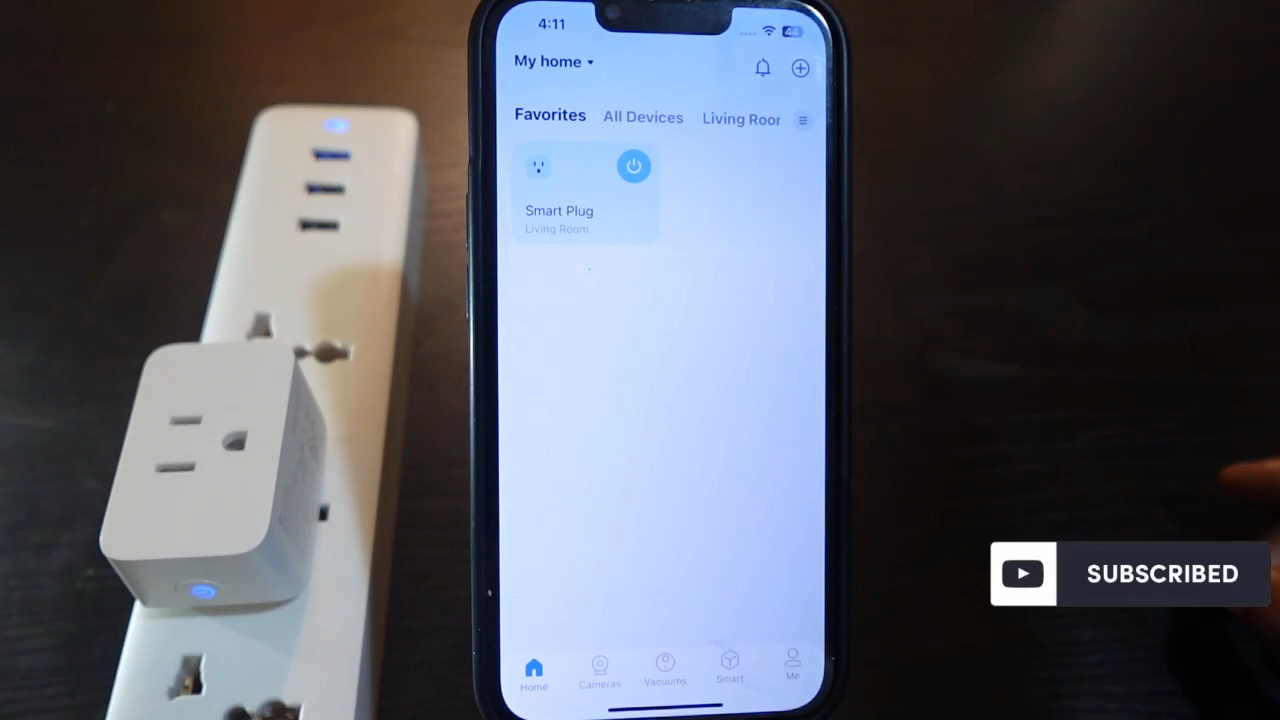 4:11
44
My home
Favorites
All Devices
Living Roor
Smart Plug
Living Room
Home
Cameras
Vacuums
Smart
Me
SUBSCRIBED